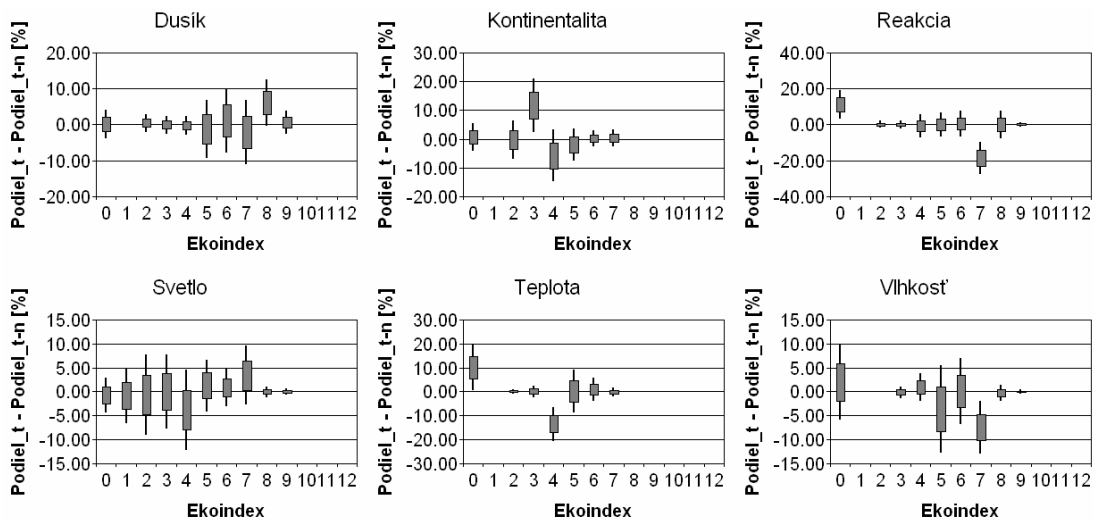 Dusík
Podiel_t - Podiel_t-n [%]
20.00
10.00
0.00
-10.00
-20.00
0 1 2 3 4 5 6 7 8 9 10 11 12
Ekoindex
Kontinentalita
Podiel_t - Podiel_t-n [%]
30.00
20.00
10.00
0.00
-10.00
-20.00
0 1 2 3 4 5 6 7 8 9 10 11 12
Ekoindex
Reakcia
Podiel_t - Podiel_t-n [%]
40.00
20.00
0.00
-20.00
-40.00
0 1 2 3 4 5 6 7 8 9 10 11 12
Ekoindex
Svetlo
Podiel_t - Podiel_t-n [%]
15.00
10.00
5.00
0.00
-5.00
-10.00
-15.00
0 1 2 3 4 5 6 7 8 9 10 11 12
Ekoindex
Teplota
Podiel_t - Podiel_t-n [%]
30.00
20.00
10.00
0.00
-10.00
-20.00
-30.00
0 1 2 3 4 5 6 7 8 9 10 11 12
Ekoindex
Vlhkosť
Podiel_t - Podiel_t-n [%]
15.00
10.00
5.00
0.00
-5.00
-10.00
-15.00
0 1 2 3 4 5 6 7 8 9 10 11 12
Ekoindex